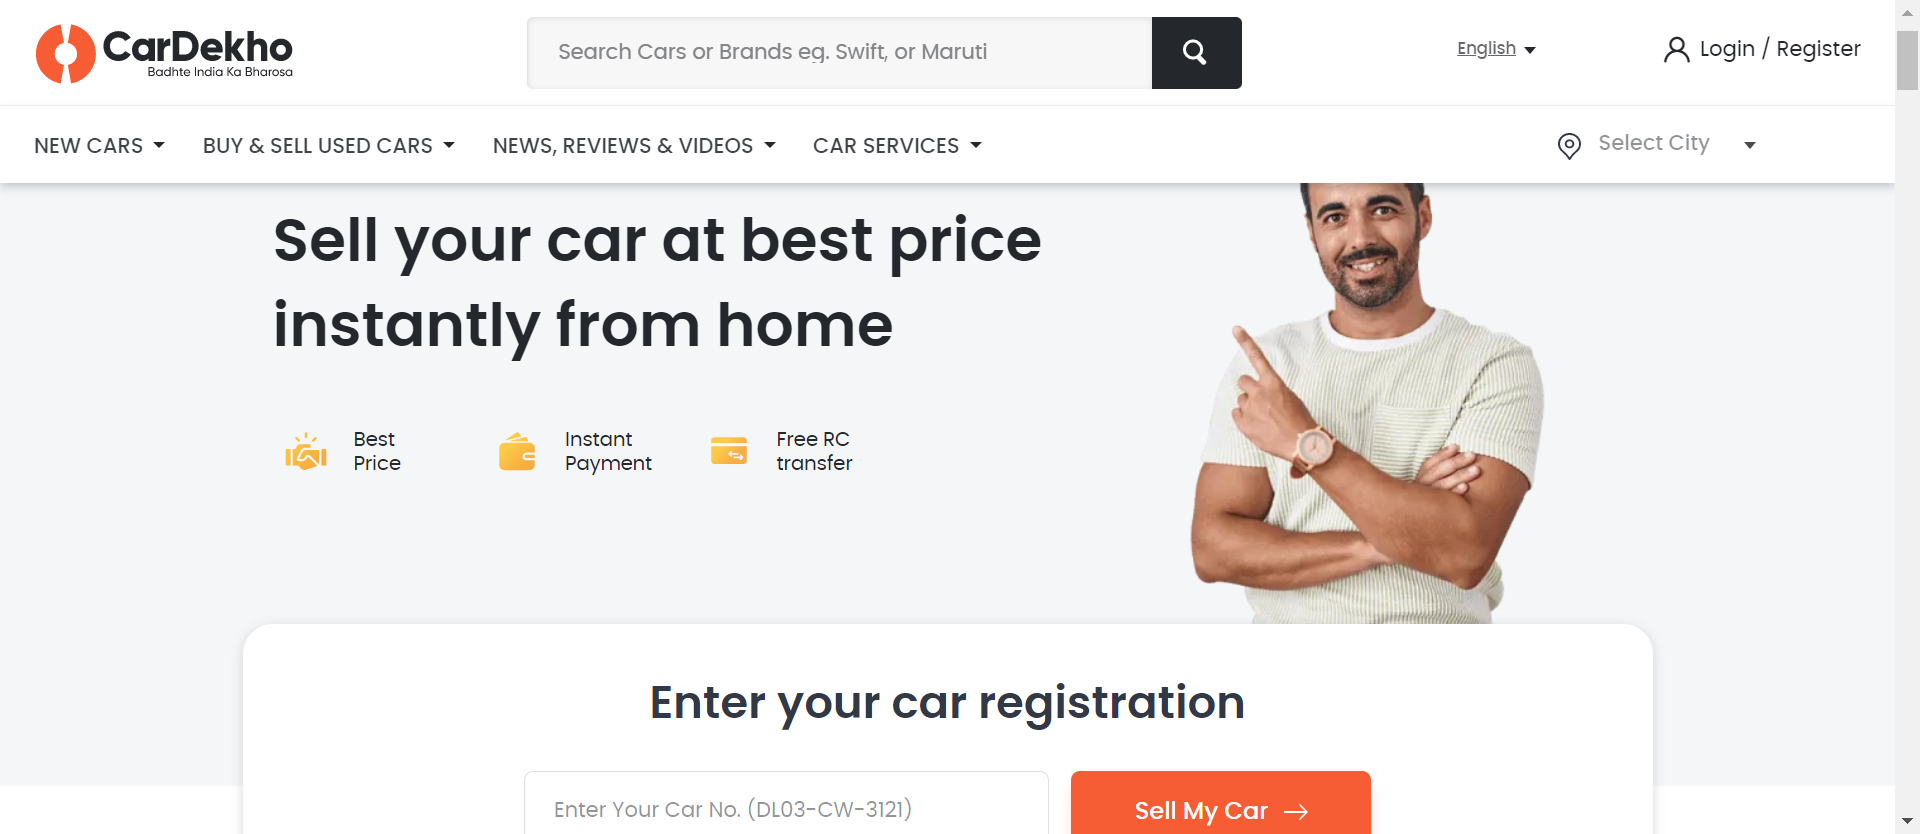 CarDekho
Badhte India Ka Bharosa
Search Cars or Brands eg. Swift, or Maruti
English
Login / Register
NEW CARS
BUY & SELL USED CARS
NEWS, REVIEWS & VIDEOS
CAR SERVICES
Select City
Sell your car at best price
instantly from home
Best
Price
Instant
Payment
Free RC
transfer
Enter your car registration
Enter Your Car No. (DL03-CW-3121)
Sell My Car